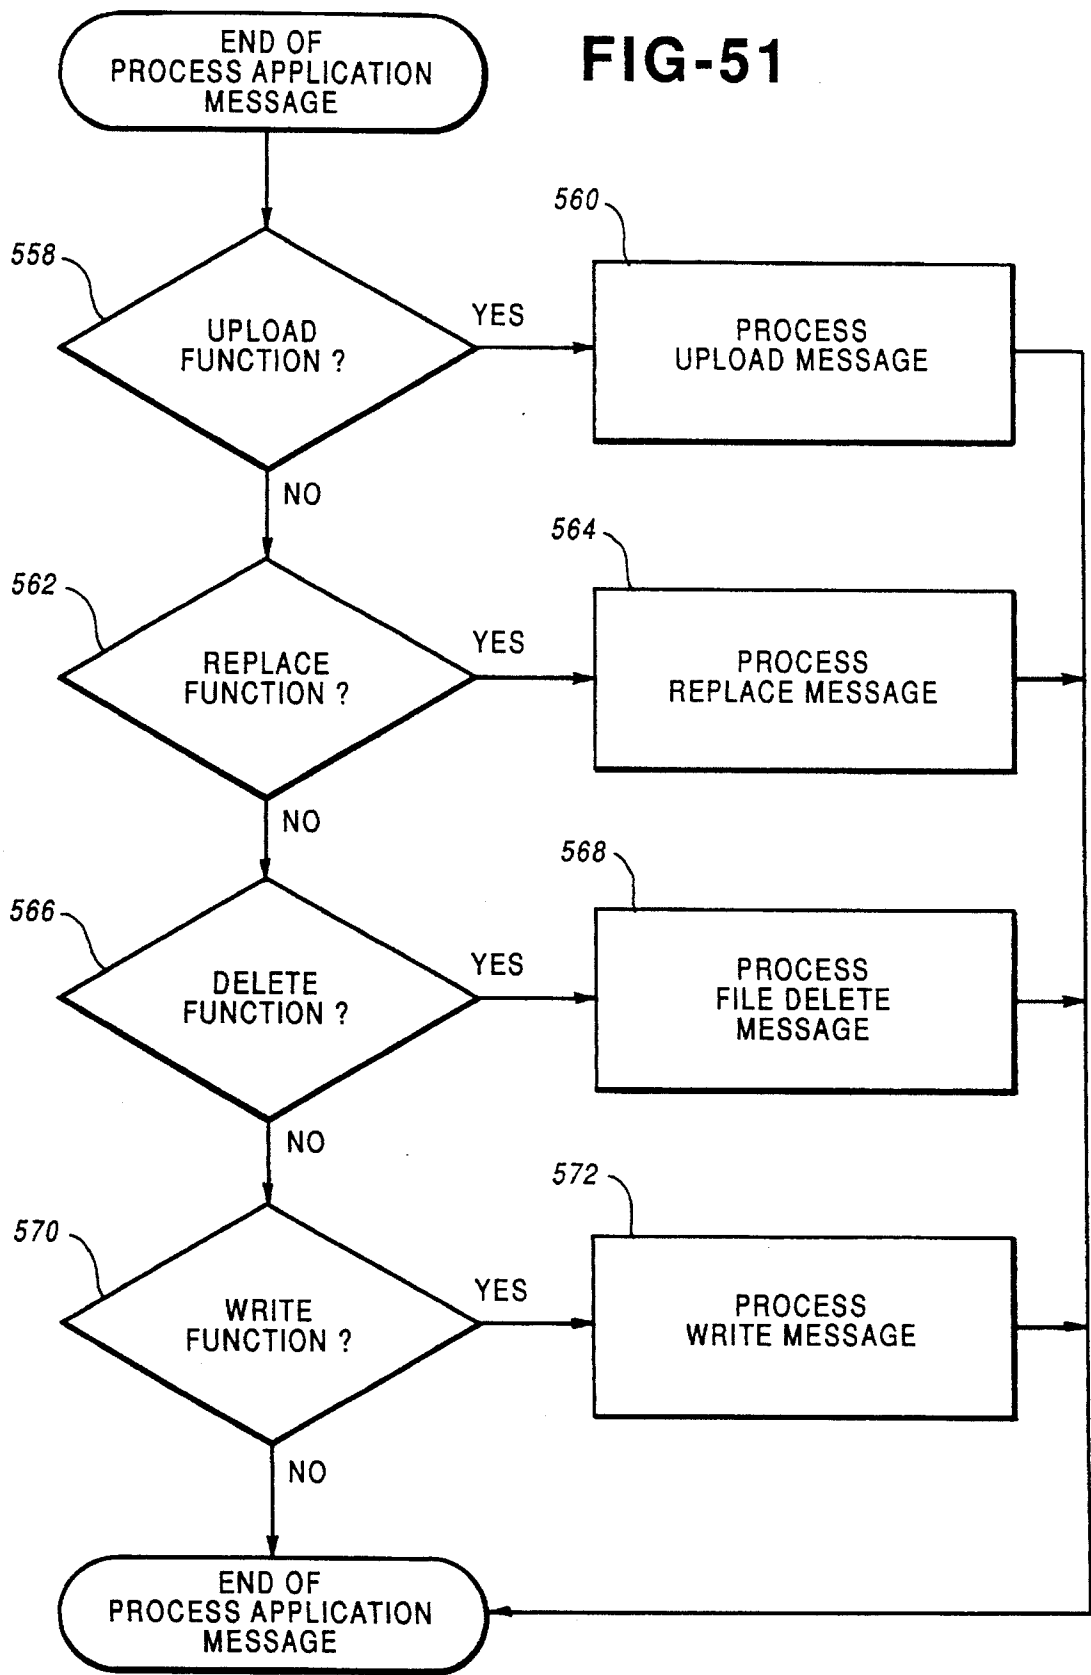 END OF
PROCESS APPLICATION
MESSAGE
FIG-51
558
UPLOAD
FUNCTION ?
YES
560
PROCESS
UPLOAD MESSAGE
NO
562
REPLACE
FUNCTION ?
YES
564
PROCESS
REPLACE MESSAGE
NO
566
DELETE
FUNCTION ?
YES
568
PROCESS
FILE DELETE
MESSAGE
NO
570
WRITE
FUNCTION ?
YES
572
PROCESS
WRITE MESSAGE
NO
END OF
PROCESS APPLICATION
MESSAGE